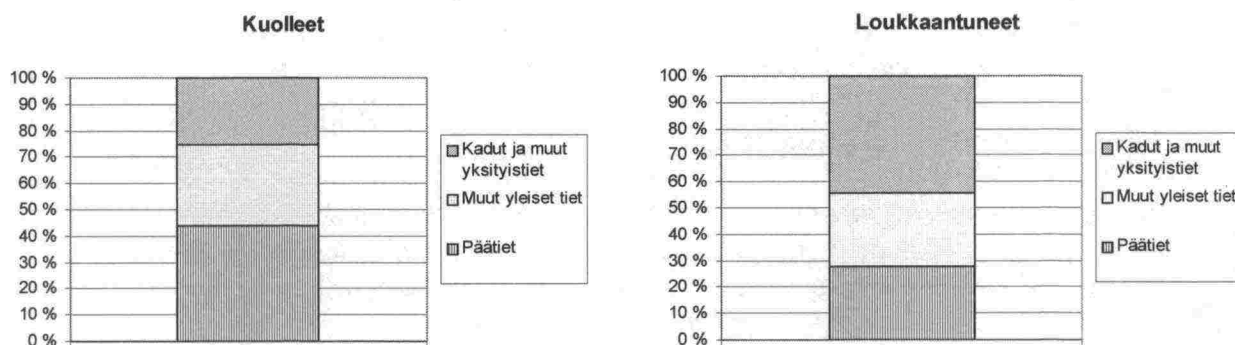 Kuolleet
100 %
90 %
80 %
70 %
60 %
50 %
40 %
30 %
20 %
10 %
0 %
Kadut ja muut
yksityistiet
Muut yleiset tiet
Päätiet
Loukkaantuneet
100 %
90 %
80 %
70 %
60 %
50 %
40 %
30 %
20 %
10 %
0 %
Kadut ja muut
yksityistiet
Muut yleiset tiet
Päätiet